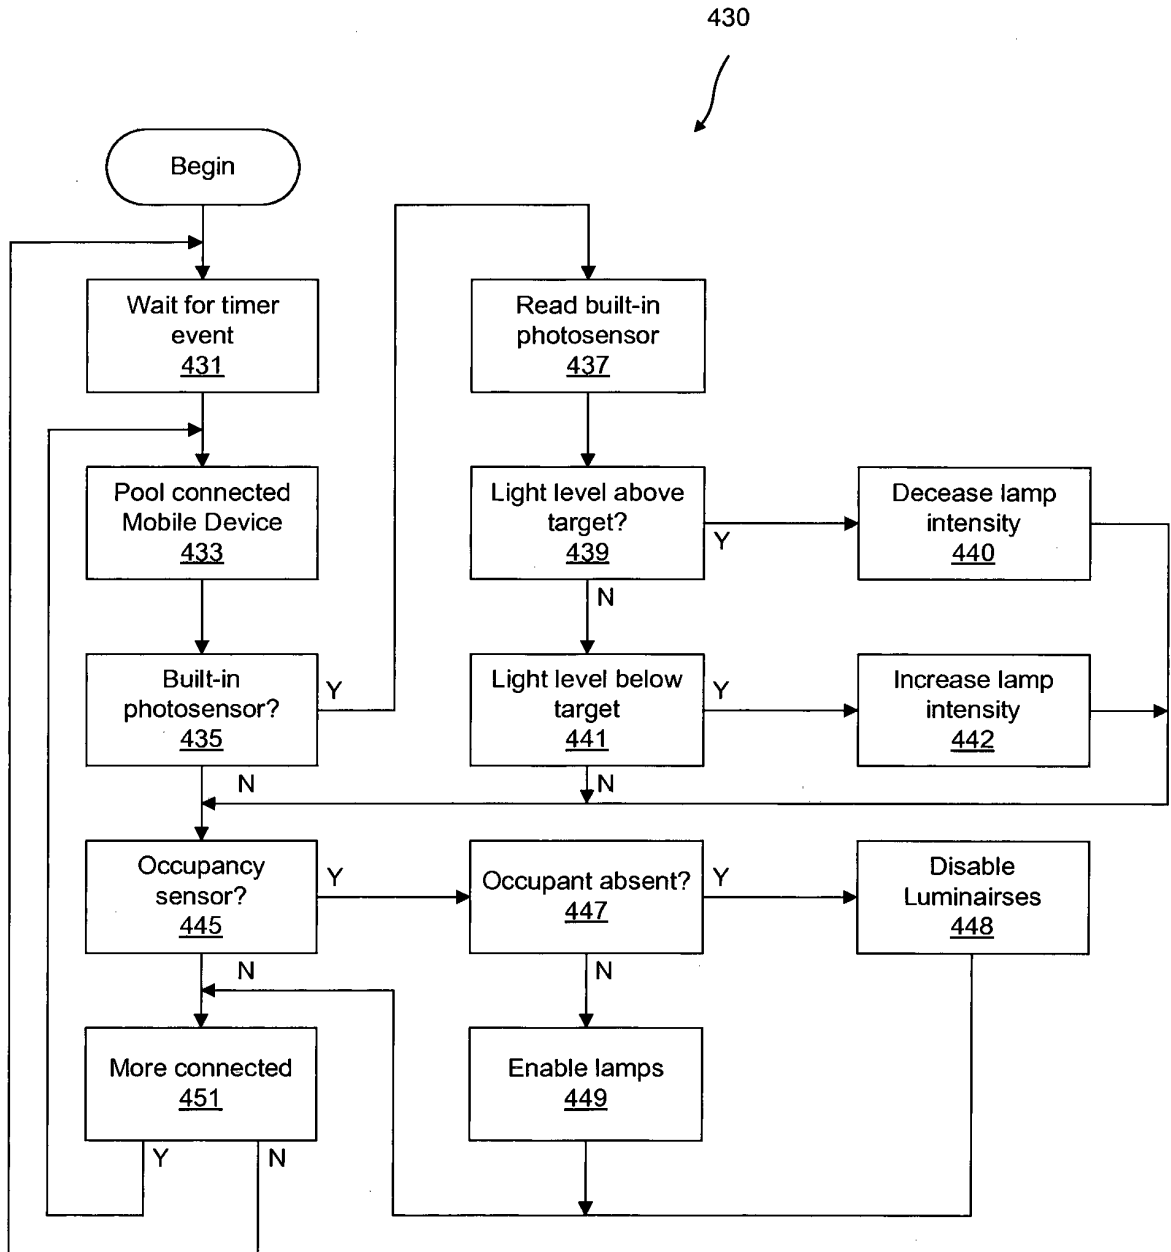 430
Begin
Wait for timer
event
431
Read built-in
photosensor
437
Pool connected
Mobile Device
433
Light level above
target?
439
Y
N
Decease lamp
intensity
440
Built-in
photosensor?
435
Y
N
Light level below
target
441
Y
N
Increase lamp
intensity
442
Occupancy
sensor?
445
Y
N
Occupant absent?
447
Y
N
Disable
Luminairses
448
More connected
451
Y
N
Enable lamps
449